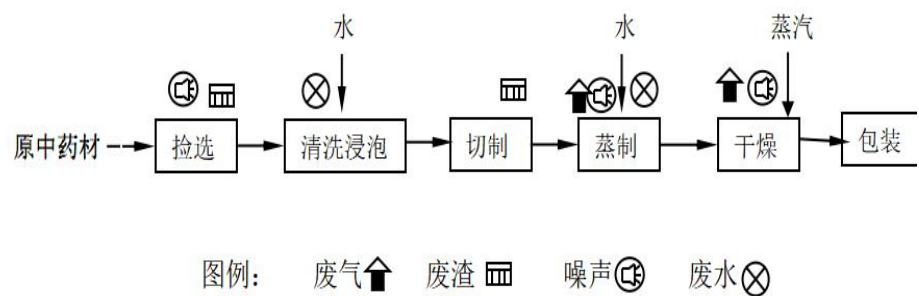 水 水 蒸汽
原中药材 捡选 清洗浸泡 切制 蒸制 干燥 包装
图例: 废气 废渣 噪声 废水